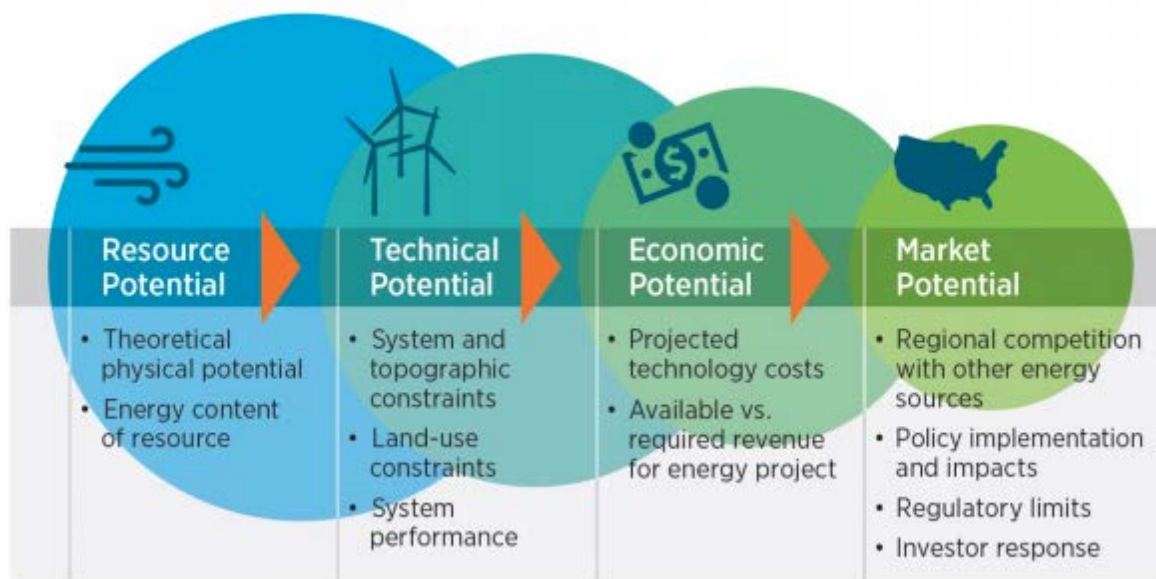 Resource
Potential
• Theoretical
physical potential
• Energy content
of resource
Technical
Potential
• System and
topographic
constraints
• Land-use
constraints
• System
performance
$
Economic
Potential
• Projected
technology costs
• Available vs.
required revenue
for energy project
Market
Potential
• Regional competition
with other energy
sources
• Policy implementation
and impacts
• Regulatory limits
• Investor response